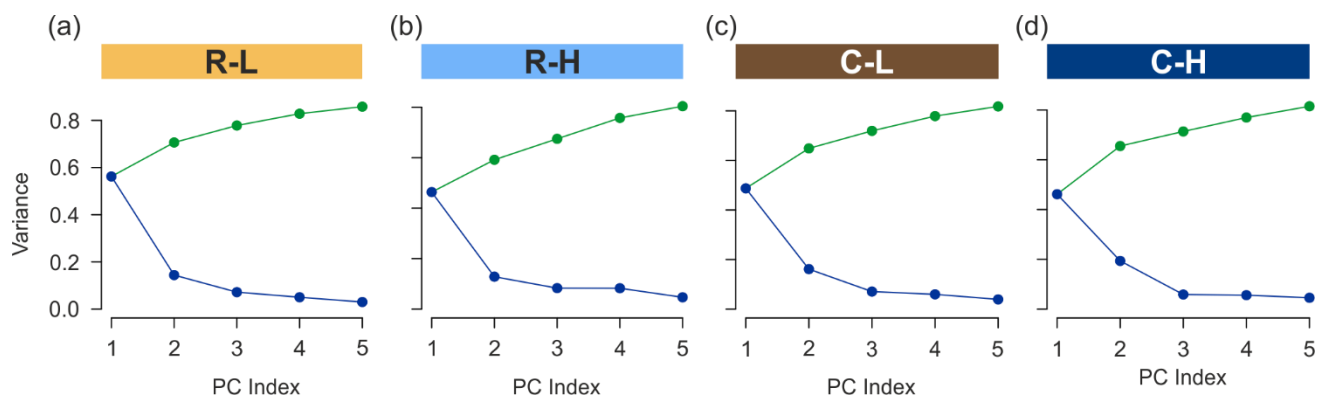 (a)
(b)
(c)
(d)
R-L
R-H
C-L
C-H
Variance
0.8
0.6
0.4
0.2
0.0
1 2 3 4 5
1 2 3 4 5
1 2 3 4 5
1 2 3 4 5
PC Index
PC Index
PC Index
PC Index